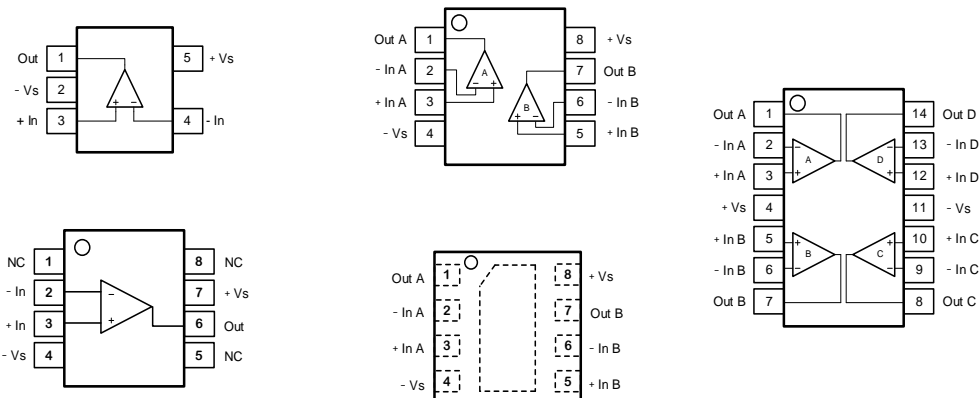 Out 1 5 + Vs
- Vs 2
+ In 3 + - 4 - In
Out A 1 8 + Vs
- In A 2 A - + 7 Out B
+ In A 3 B + - 6 - In B
- Vs 4 5 + In B
Out A 1 14 Out D
- In A 2 - A D - 13 - In D
+ In A 3 + + 12 + In D
+ Vs 4 11 - Vs
+ In B 5 + B C + 10 + In C
- In B 6 - - 9 - In C
Out B 7 8 Out C
NC 1 8 NC
- In 2 - 7 + Vs
+ In 3 + 6 Out
- Vs 4 5 NC
Out A 1 8 + Vs
- In A 2 7 Out B
+ In A 3 6 - In B
- Vs 4 5 + In B